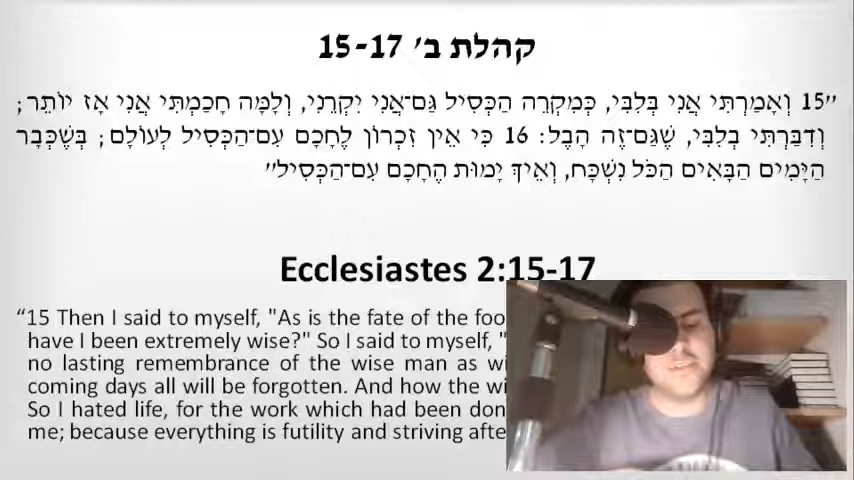 קהלת ב׳ 15-17
״15 וְאָמַרְתִּי אֲנִי בְּלִבִּי, כְּמִקְרֵה הַכְּסִיל גַּם־אֲנִי יִקְרֵנִי, וְלָמָּה חָכַמְתִּי אֲנִי אָז יוֹתֵר;
וְדִבַּרְתִּי בְלִבִּי, שֶׁגַּם־זֶה הָבֶל: 16 כִּי אֵין זִכְרוֹן לֶחָכָם עִם־הַכְּסִיל לְעוֹלָם; בְּשֶׁכְּבָר
הַיָּמִים הַבָּאִים הַכֹּל נִשְׁכָּח, וְאֵיךְ יָמוּת הֶחָכָם עִם־הַכְּסִיל״
Ecclesiastes 2:15-17
“15 Then I said to myself, "As is the fate of the foo
have I been extremely wise?" So I said to myself, "
no lasting remembrance of the wise man as wi
coming days all will be forgotten. And how the wi
So I hated life, for the work which had been don
me; because everything is futility and striving afte